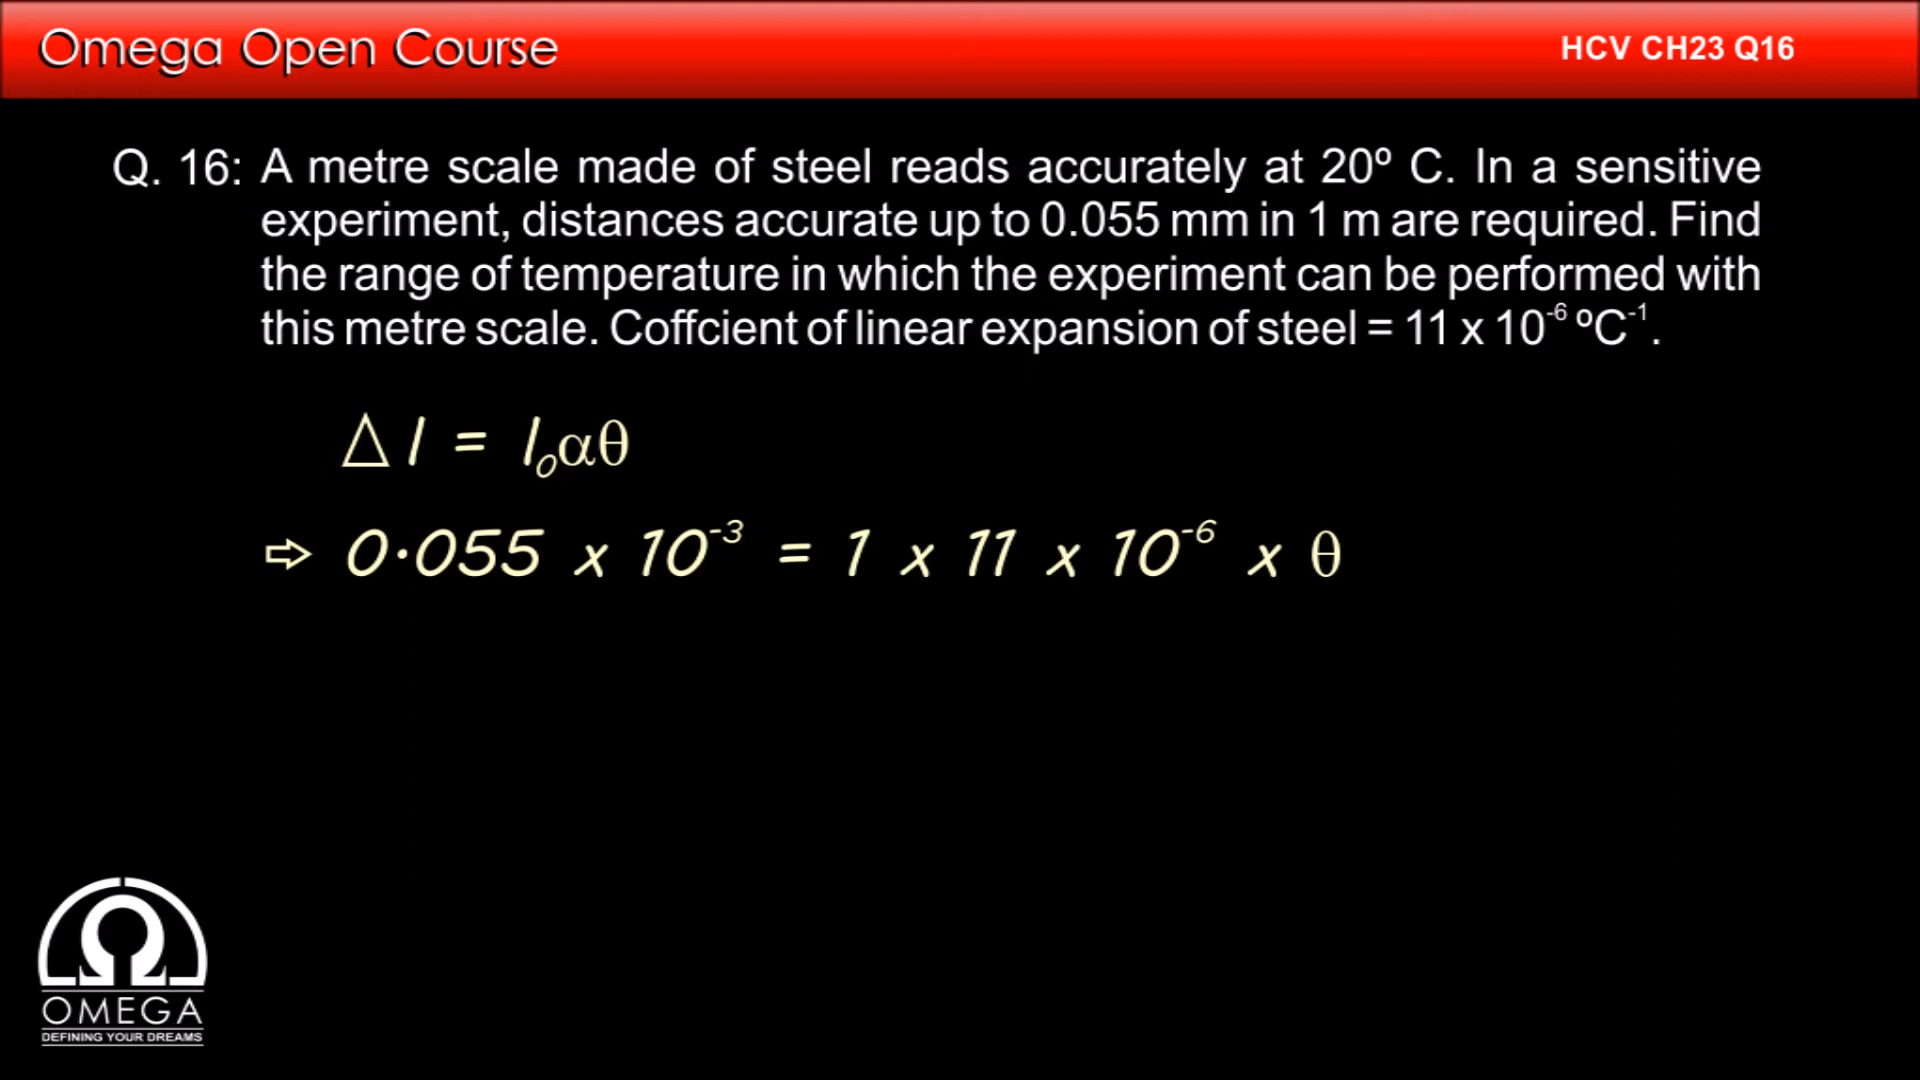 Omega Open Course
HCV CH23 Q16
Q. 16: A metre scale made of steel reads accurately at 20º C. In a sensitive
experiment, distances accurate up to 0.055 mm in 1 m are required. Find
the range of temperature in which the experiment can be performed with
this metre scale. Coffcient of linear expansion of steel = 11 x 10⁻⁶ ºC⁻¹.
Δ l = l₀αθ
⇨ 0·055 x 10⁻³ = 1 x 11 x 10⁻⁶ x θ
OMEGA
DEFINING YOUR DREAMS